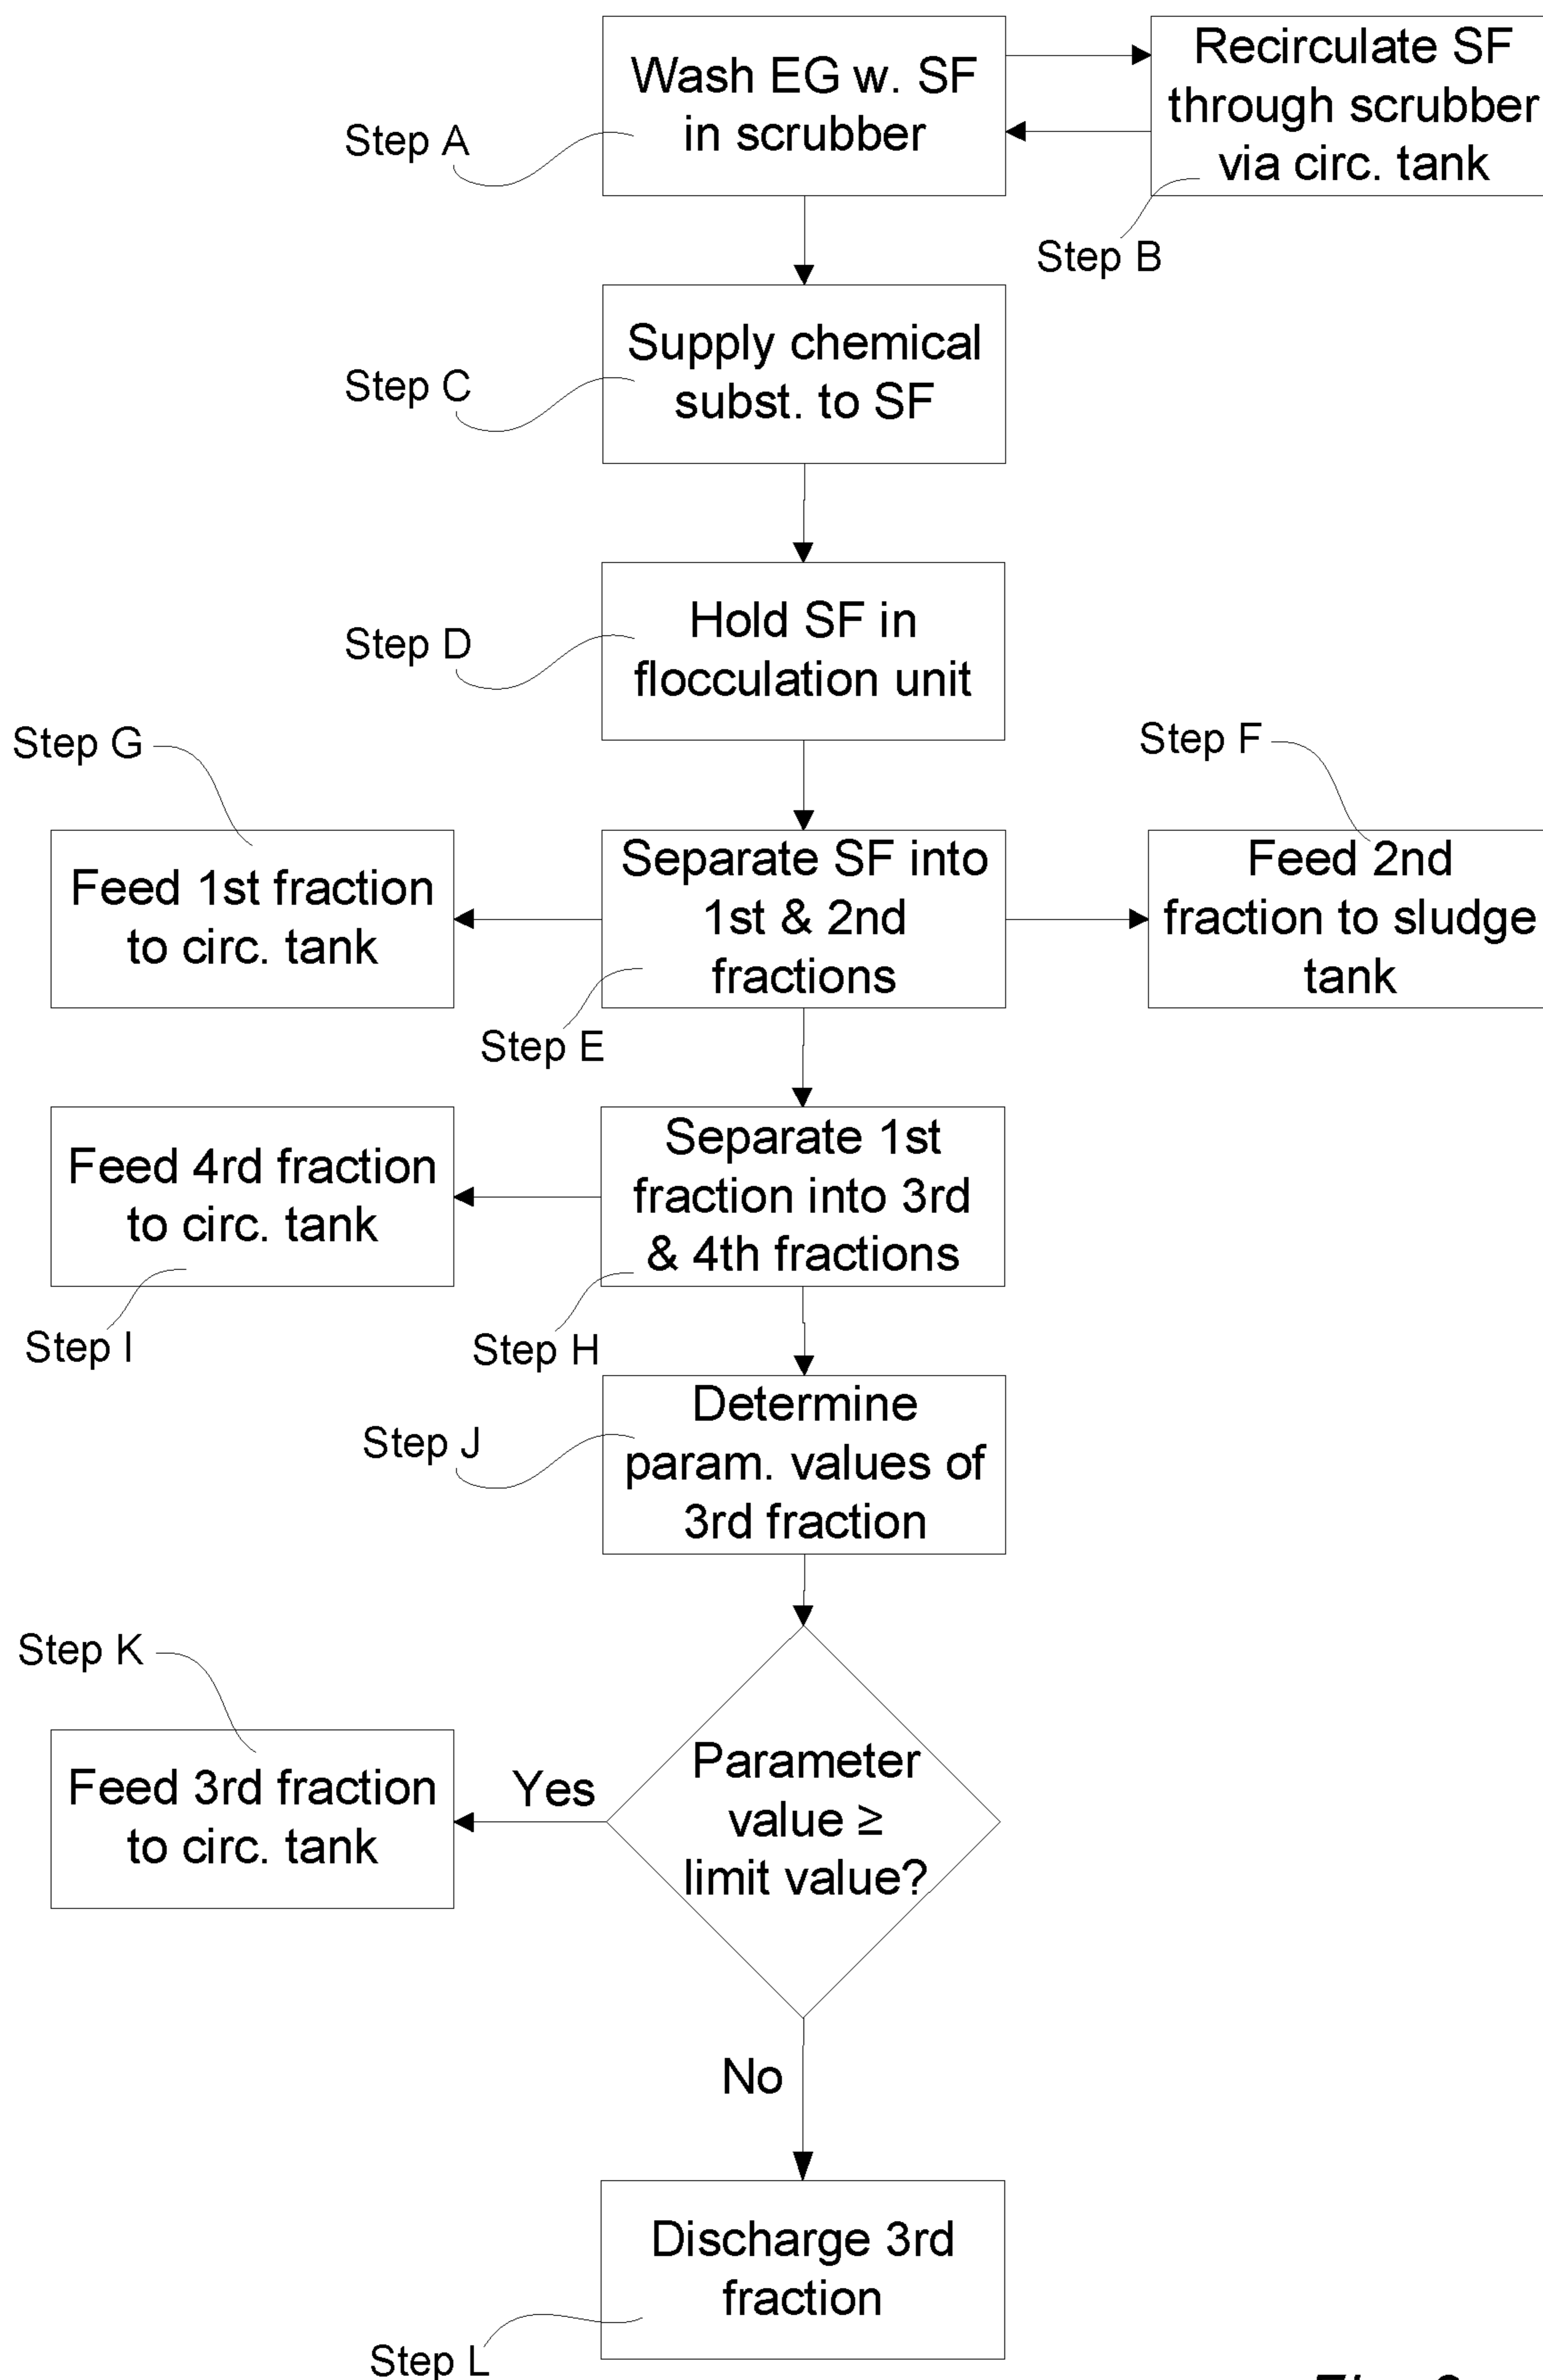 Wash EG w. SF
in scrubber
Recirculate SF
through scrubber
via circ. tank
Step A
Step B
Supply chemical
subst. to SF
Step C
Hold SF in
flocculation unit
Step D
Step G
Step F
Feed 1st fraction
to circ. tank
Separate SF into
1st & 2nd
fractions
Feed 2nd
fraction to sludge
tank
Step E
Feed 4rd fraction
to circ. tank
Separate 1st
fraction into 3rd
& 4th fractions
Step I
Step H
Determine
param. values of
3rd fraction
Step J
Step K
Parameter
value ≥
limit value?
Yes
Feed 3rd fraction
to circ. tank
No
Discharge 3rd
fraction
Step L